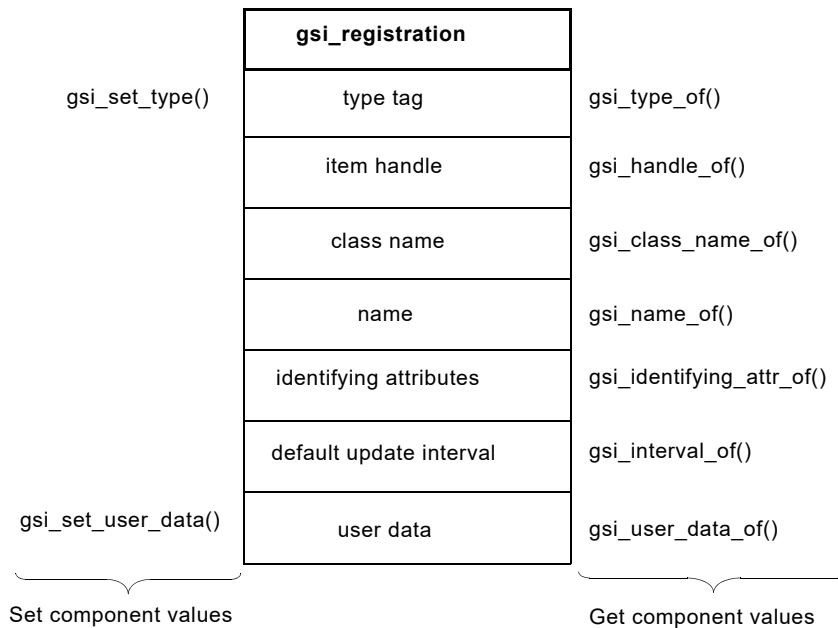 gsi_registration
gsi_set_type() type tag gsi_type_of()
item handle gsi_handle_of()
class name gsi_class_name_of()
name gsi_name_of()
identifying attributes gsi_identifying_attr_of()
default update interval gsi_interval_of()
gsi_set_user_data() user data gsi_user_data_of()
Set component values Get component values